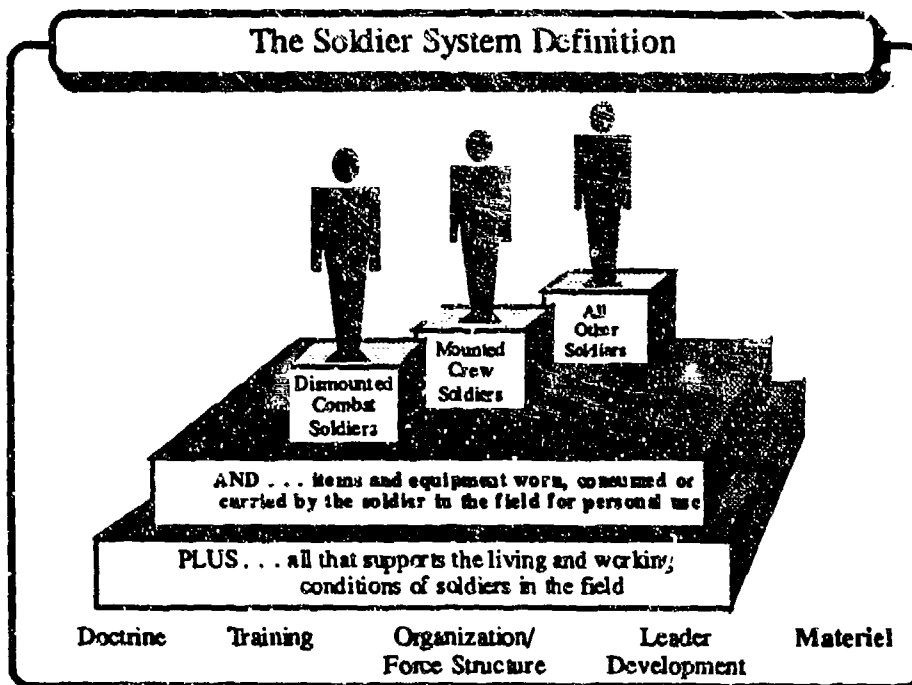 The Soldier System Definition
All
Other
Soldiers
Mounted
Crew
Soldiers
Dismounted
Combat
Soldiers
AND . . . items and equipment worn, consumed or
carried by the soldier in the field for personal use
PLUS . . . all that supports the living and working
conditions of soldiers in the field
Doctrine Training Organization/ Leader Materiel
Force Structure Development